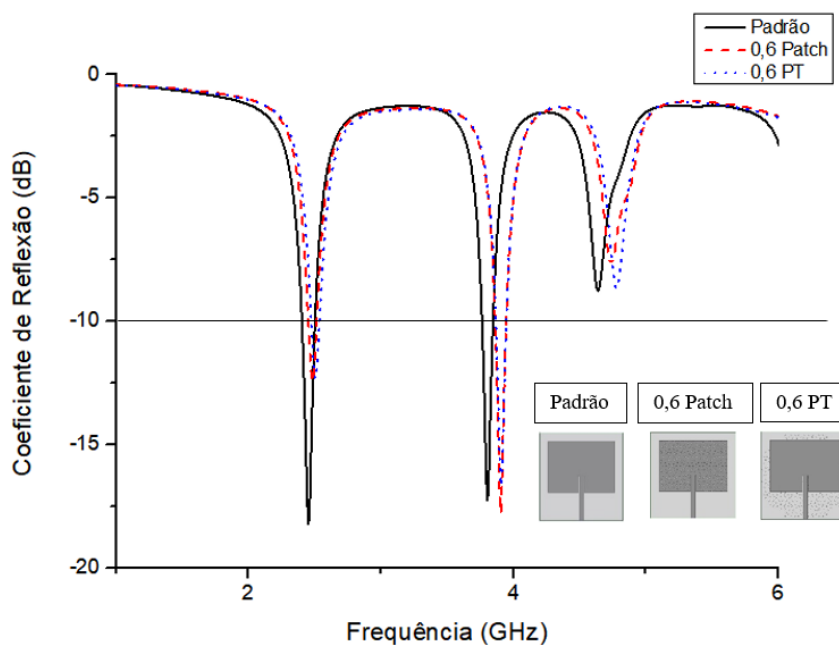 Padrão
0,6 Patch
0,6 PT
0
-5
-10
-15
-20
Coeficiente de Reflexão (dB)
Padrão 0,6 Patch 0,6 PT
2 4 6
Frequência (GHz)